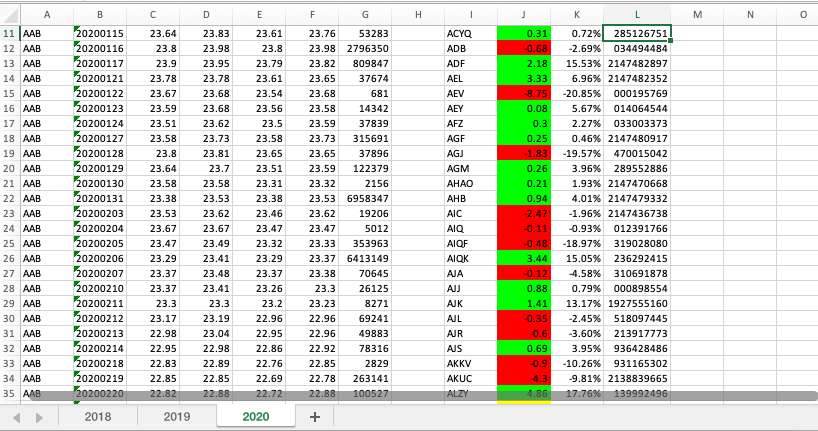 A B C D E F G H I J K L M N O
11 AAB 20200115 23.64 23.83 23.61 23.76 53283 ACYQ 0.31 0.72% 285126751
12 AAB 20200116 23.8 23.98 23.8 23.98 2796350 ADB -0.68 -2.69% 034494484
13 AAB 20200117 23.9 23.95 23.79 23.82 809847 ADF 2.18 15.53% 2147482897
14 AAB 20200121 23.78 23.78 23.61 23.65 37674 AEL 3.33 6.96% 2147482352
15 AAB 20200122 23.67 23.68 23.54 23.68 681 AEV -8.75 -20.85% 000195769
16 AAB 20200123 23.59 23.68 23.56 23.58 14342 AEY 0.08 5.67% 014064544
17 AAB 20200124 23.51 23.62 23.5 23.59 37839 AFZ 0.3 2.27% 033003373
18 AAB 20200127 23.58 23.73 23.58 23.73 315691 AGF 0.25 0.46% 2147480917
19 AAB 20200128 23.8 23.81 23.65 23.65 37896 AGJ -1.83 -19.57% 470015042
20 AAB 20200129 23.64 23.7 23.51 23.59 122379 AGM 0.26 3.96% 289552886
21 AAB 20200130 23.58 23.58 23.31 23.32 2156 AHAO 0.21 1.93% 2147470668
22 AAB 20200131 23.38 23.53 23.38 23.53 6958347 AHB 0.94 4.01% 2147479332
23 AAB 20200203 23.53 23.62 23.46 23.62 19206 AIC -2.47 -1.96% 2147436738
24 AAB 20200204 23.67 23.67 23.47 23.47 5012 AIQ -0.11 -0.93% 012391766
25 AAB 20200205 23.47 23.49 23.32 23.33 353963 AIQF -0.48 -18.97% 319028080
26 AAB 20200206 23.29 23.41 23.29 23.37 6413149 AIQK 3.44 15.05% 236292415
27 AAB 20200207 23.37 23.48 23.37 23.38 70645 AJA -0.12 -4.58% 310691878
28 AAB 20200210 23.37 23.41 23.26 23.3 26125 AJJ 0.88 0.79% 000898554
29 AAB 20200211 23.3 23.3 23.2 23.23 8271 AJK 1.41 13.17% 1927555160
30 AAB 20200212 23.17 23.19 22.96 22.96 69241 AJL -0.35 -2.45% 518097445
31 AAB 20200213 22.98 23.04 22.95 22.96 49883 AJR -0.6 -3.60% 213917773
32 AAB 20200214 22.95 22.98 22.86 22.92 78316 AJS 0.69 3.95% 936428486
33 AAB 20200218 22.83 22.89 22.76 22.85 2829 AKKV -0.9 -10.26% 931165302
34 AAB 20200219 22.85 22.85 22.69 22.78 263141 AKUC -4.3 -9.81% 2138839665
35 AAB 20200220 22.82 22.88 22.72 22.88 100527 ALZY 4.86 17.76% 139992496
2018 2019 2020 +